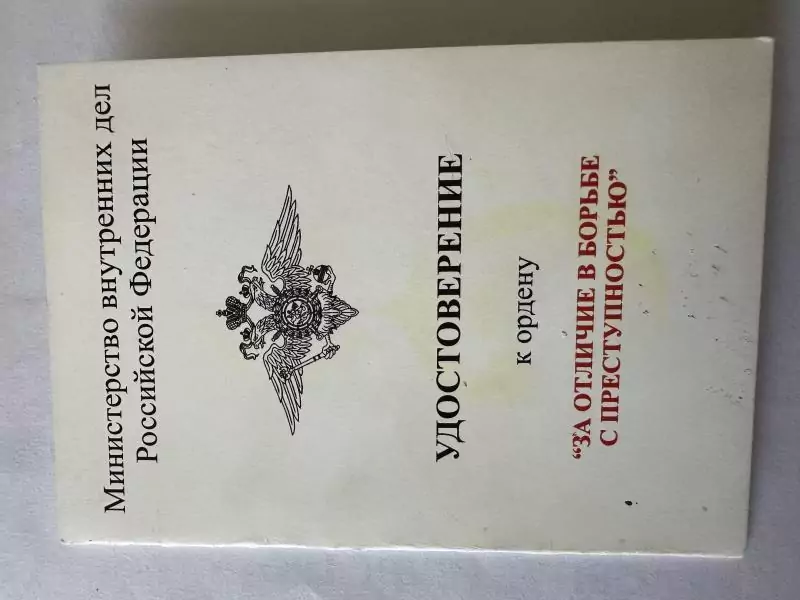 Министерство внутренних дел
Российской Федерации
УДОСТОВЕРЕНИЕ
к ордену
“ЗА ОТЛИЧИЕ В БОРЬБЕ
С ПРЕСТУПНОСТЬЮ”